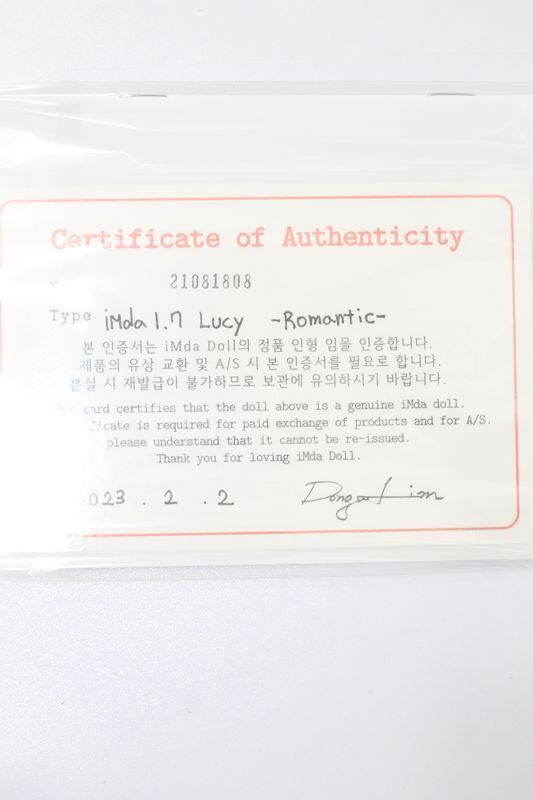 Certificate of Authenticity
21081808
Type iMda 1.7 Lucy -Romantic-
본 인증서는 iMda Doll의 정품 인형 임을 인증합니다.
제품의 유상 교환 및 A/S 시 본 인증서를 필요로 합니다.
분실 시 재발급이 불가하므로 보관에 유의하시기 바랍니다.
card certifies that the doll above is a genuine iMda doll.
is required for paid exchange of products and for A/S.
please understand that it cannot be re-issued.
Thank you for loving iMda Doll.
2023 . 2 . 2